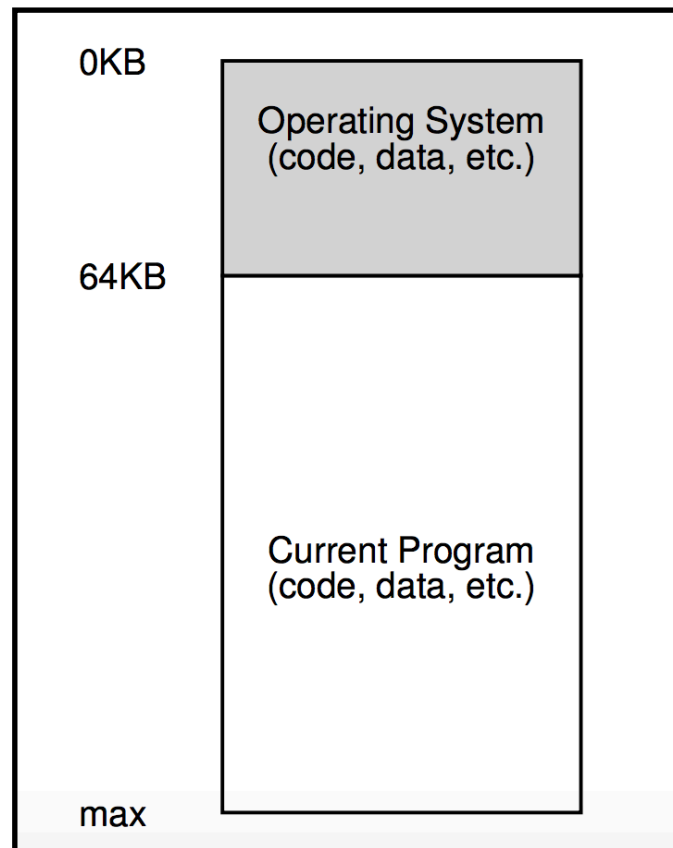 0KB
Operating System
(code, data, etc.)
64KB
Current Program
(code, data, etc.)
max